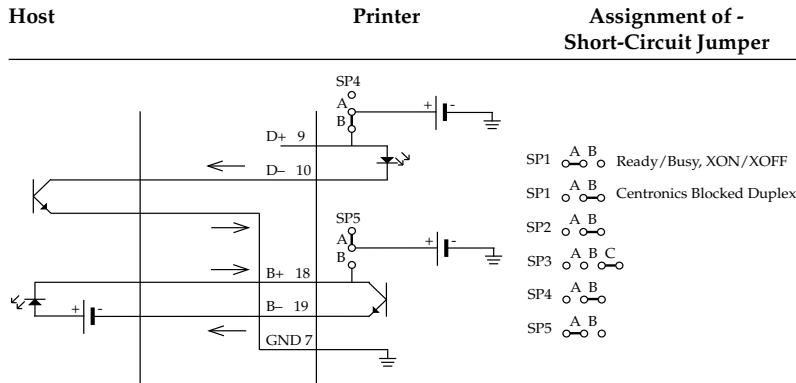 Host
Printer
Assignment of -
Short-Circuit Jumper
SP4
A
B
+ -
D+ 9
D– 10
SP5
A
B
+ -
B+ 18
B– 19
+ -
GND 7
SP1 A B Ready/Busy, XON/XOFF
SP1 A B Centronics Blocked Duplex
SP2 A B
SP3 A B C
SP4 A B
SP5 A B